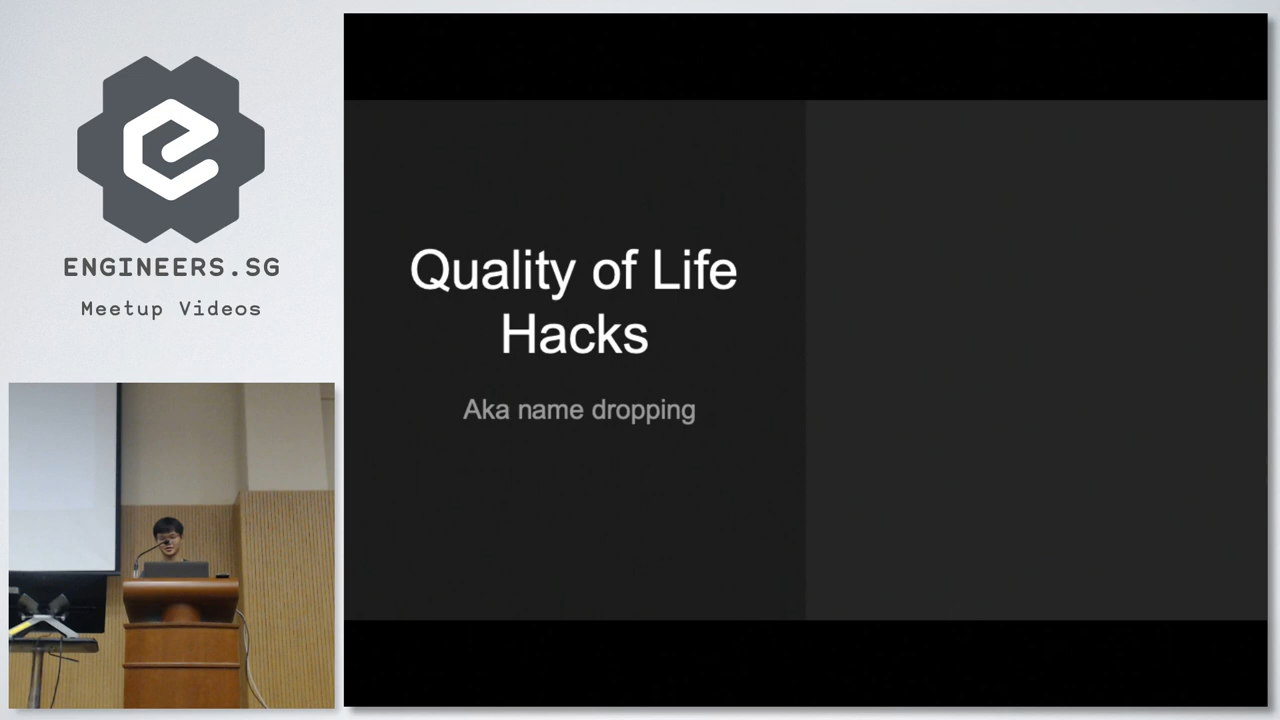 ENGINEERS.SG
Meetup Videos
Quality of Life
Hacks
Aka name dropping